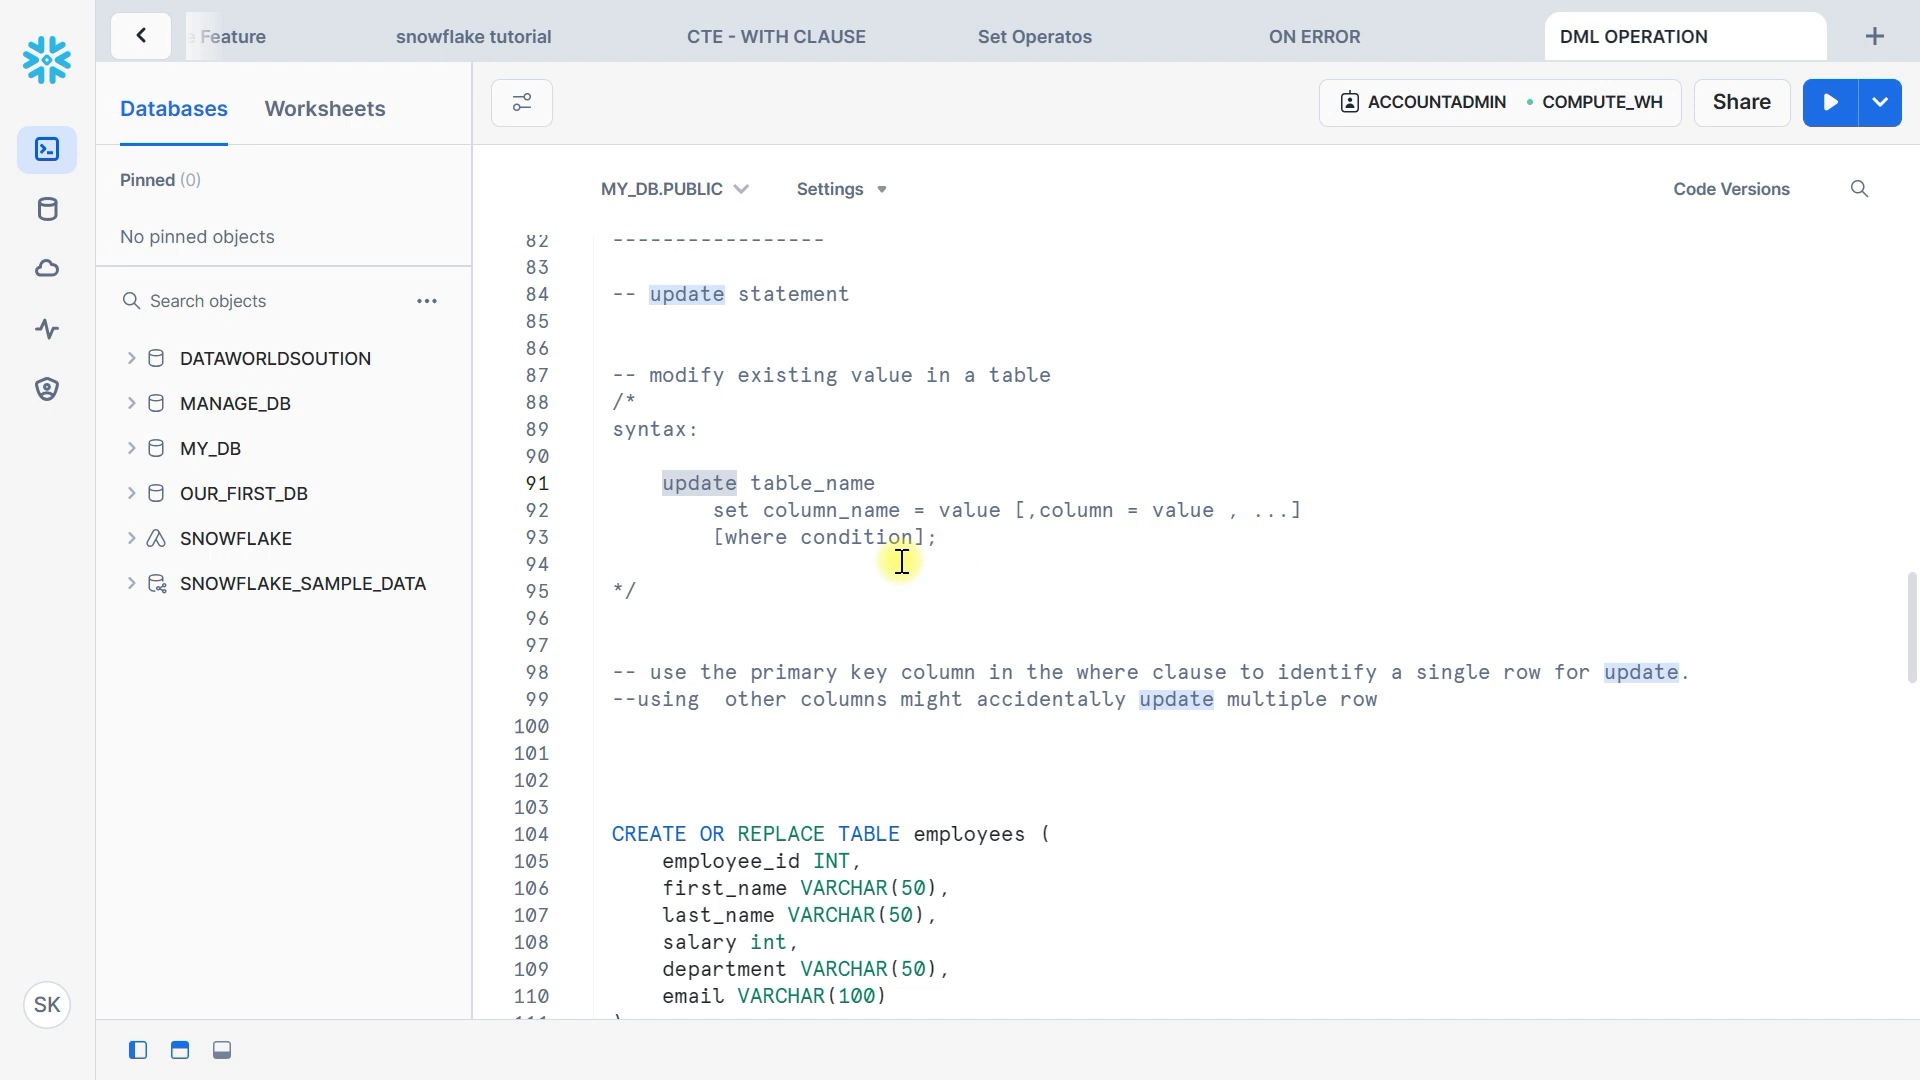 Feature
snowflake tutorial
CTE - WITH CLAUSE
Set Operatos
ON ERROR
DML OPERATION
Databases
Worksheets
ACCOUNTADMIN
COMPUTE_WH
Share
Pinned (0)
No pinned objects
MY_DB.PUBLIC
Settings
Code Versions
Search objects
DATAWORLDSOUTION
MANAGE_DB
MY_DB
OUR_FIRST_DB
SNOWFLAKE
SNOWFLAKE_SAMPLE_DATA
82 -----------------
83
84 -- update statement
85
86
87 -- modify existing value in a table
88 /*
89 syntax:
90
91 update table_name
92 set column_name = value [,column = value , ...]
93 [where condition];
94
95 */
96
97
98 -- use the primary key column in the where clause to identify a single row for update.
99 --using  other columns might accidentally update multiple row
100
101
102
103
104 CREATE OR REPLACE TABLE employees (
105 employee_id INT,
106 first_name VARCHAR(50),
107 last_name VARCHAR(50),
108 salary int,
109 department VARCHAR(50),
110 email VARCHAR(100)
SK